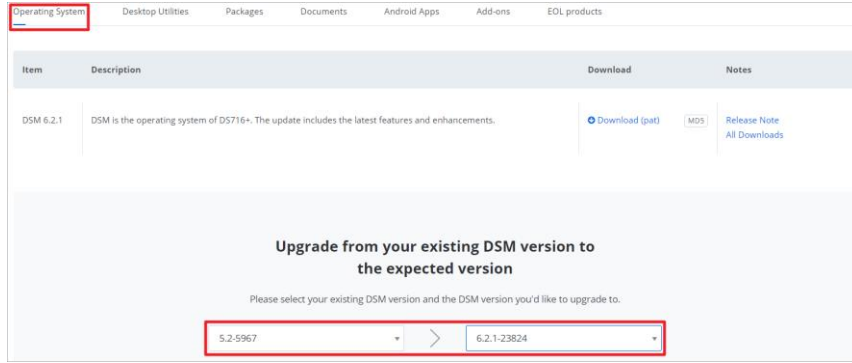 Operating System Desktop Utilities Packages Documents Android Apps Add-ons EOL products
Item Description Download Notes
DSM 6.2.1 DSM is the operating system of DS716+. The update includes the latest features and enhancements. Download (pat) MD5 Release Note
All Downloads
Upgrade from your existing DSM version to
the expected version
Please select your existing DSM version and the DSM version you'd like to upgrade to.
5.2-5967 6.2.1-23824